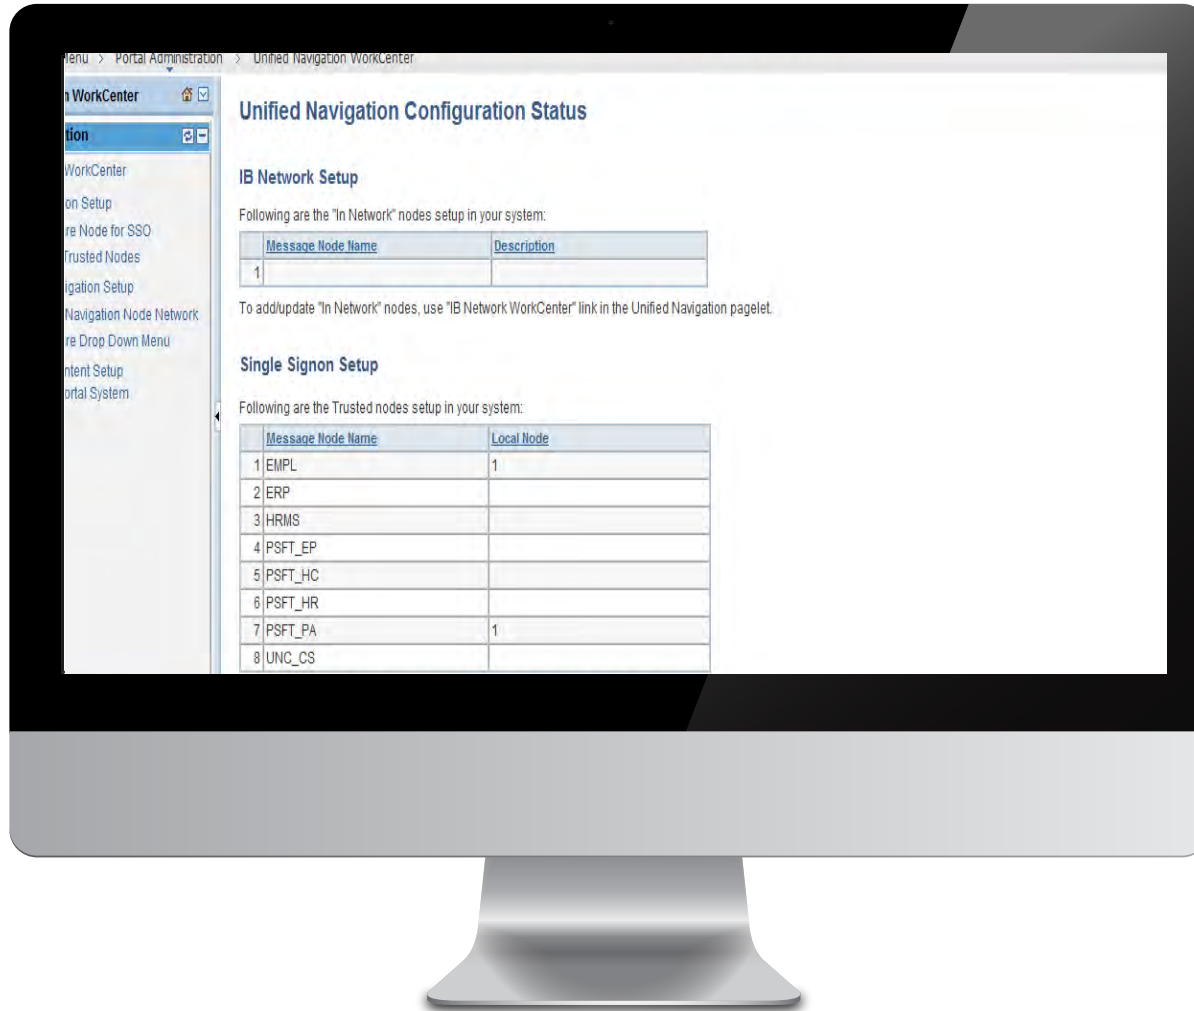 Menu > Portal Administration > Unified Navigation WorkCenter
WorkCenter
WorkCenter
on Setup
re Node for SSO
Trusted Nodes
igation Setup
Navigation Node Network
re Drop Down Menu
ntent Setup
ortal System
tion
Unified Navigation Configuration Status
IB Network Setup
Following are the "In Network" nodes setup in your system:
Message Node Name Description
1
To add/update "In Network" nodes, use "IB Network WorkCenter" link in the Unified Navigation pagelet.
Single Signon Setup
Following are the Trusted nodes setup in your system:
Message Node Name Local Node
1 EMPL 1
2 ERP
3 HRMS
4 PSFT_EP
5 PSFT_HC
6 PSFT_HR
7 PSFT_PA 1
8 UNC_CS